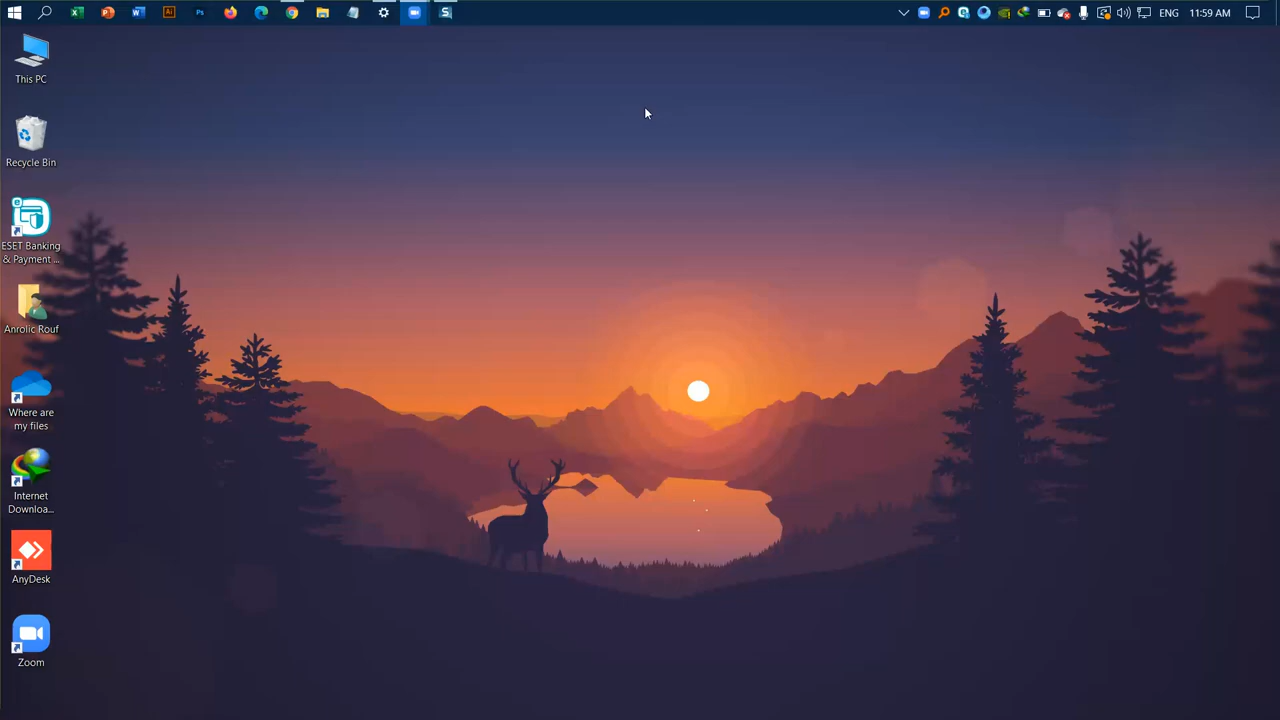 ENG
11:59 AM
This PC
Recycle Bin
ESET Banking
& Payment ...
Anrolic Rouf
Where are
my files
Internet
Downloa...
AnyDesk
Zoom